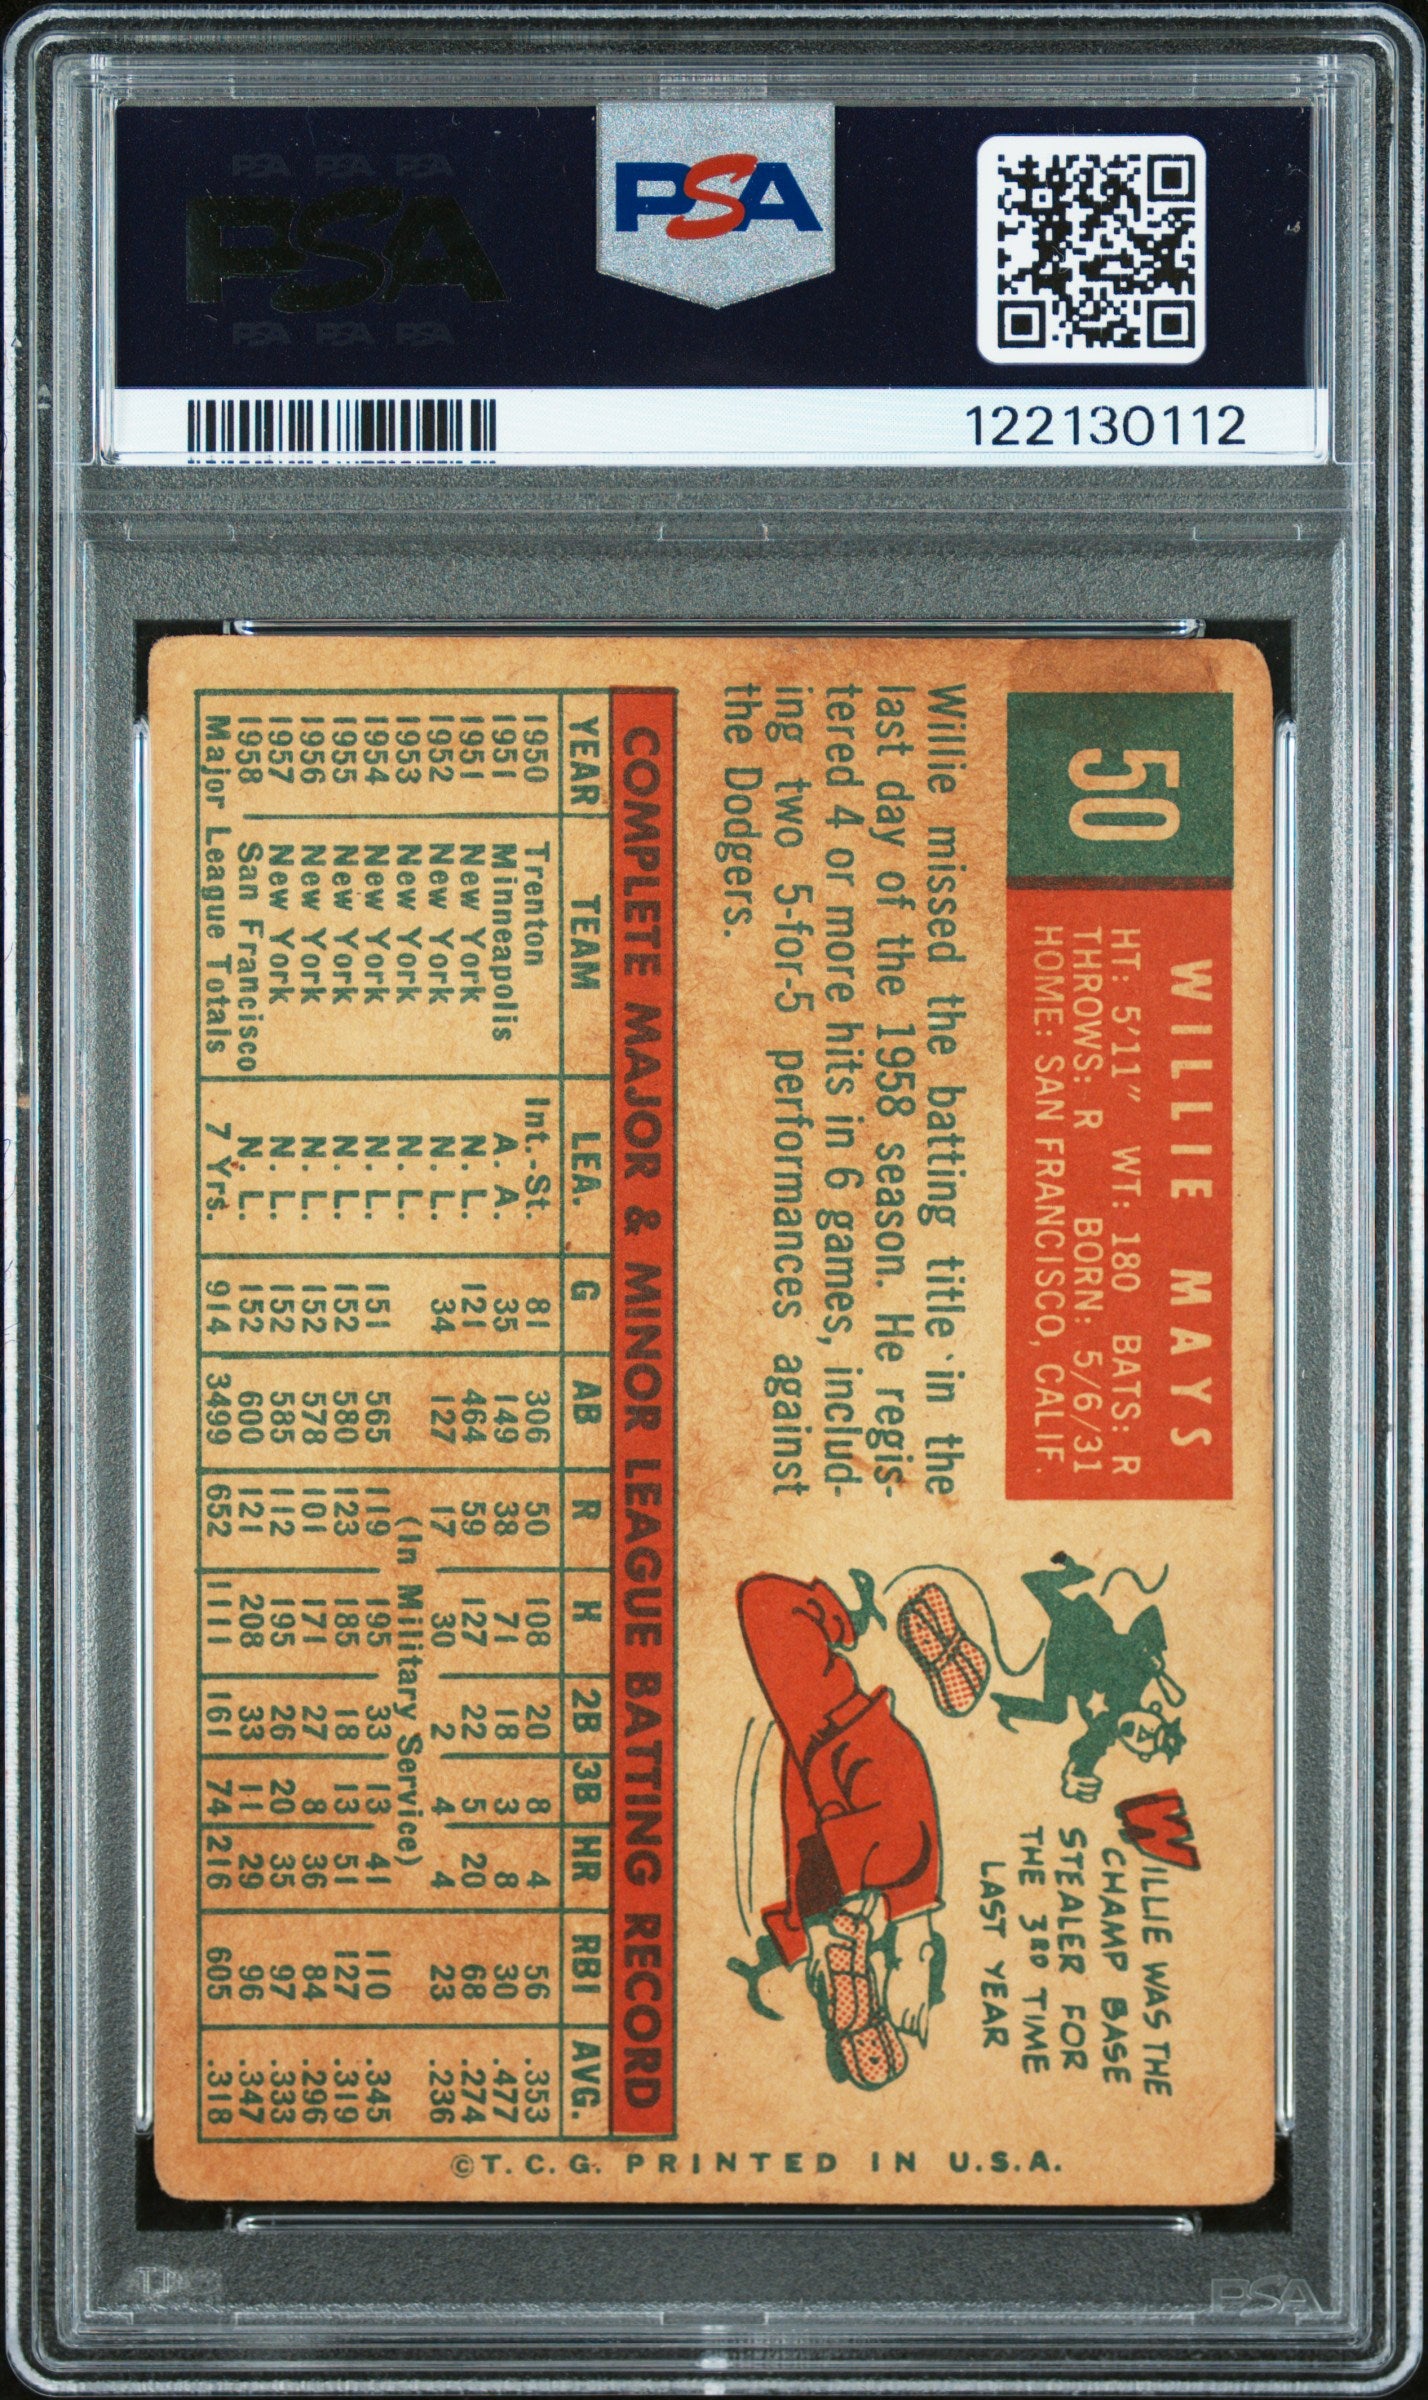 PSA PSA PSA
PSA
PSA PSA PSA
PSA
122130112
50
WILLIE MAYS
HT: 5'11" WT: 180 BATS: R
THROWS: R BORN: 5/6/31
HOME: SAN FRANCISCO, CALIF.
Willie missed the batting title in the
last day of the 1958 season. He regis-
tered 4 or more hits in 6 games, includ-
ing two 5-for-5 performances against
the Dodgers.
WILLIE WAS THE
CHAMP BASE
STEALER FOR
THE 3RD TIME
LAST YEAR
COMPLETE MAJOR & MINOR LEAGUE BATTING RECORD
YEAR TEAM LEA. G AB R H 2B 3B HR RBI AVG.
1950 Trenton Int.-St. 81 306 50 108 20 8 4 56 .353
1951 Minneapolis A. A. 35 149 38 71 18 3 8 30 .477
1951 New York N. L. 121 464 59 127 22 5 20 68 .274
1952 New York N. L. 34 127 17 30 2 4 4 23 .236
1953 New York N. L. (In Military Service)
1954 New York N. L. 151 565 119 195 33 13 41 110 .345
1955 New York N. L. 152 580 123 185 18 13 51 127 .319
1956 New York N. L. 152 578 101 171 27 8 36 84 .296
1957 New York N. L. 152 585 112 195 26 20 35 97 .333
1958 San Francisco N. L. 152 600 121 208 33 11 29 96 .347
Major League Totals 7 Yrs. 914 3499 652 1111 161 74 216 605 .318
©T. C. G. PRINTED IN U.S.A.
PSA